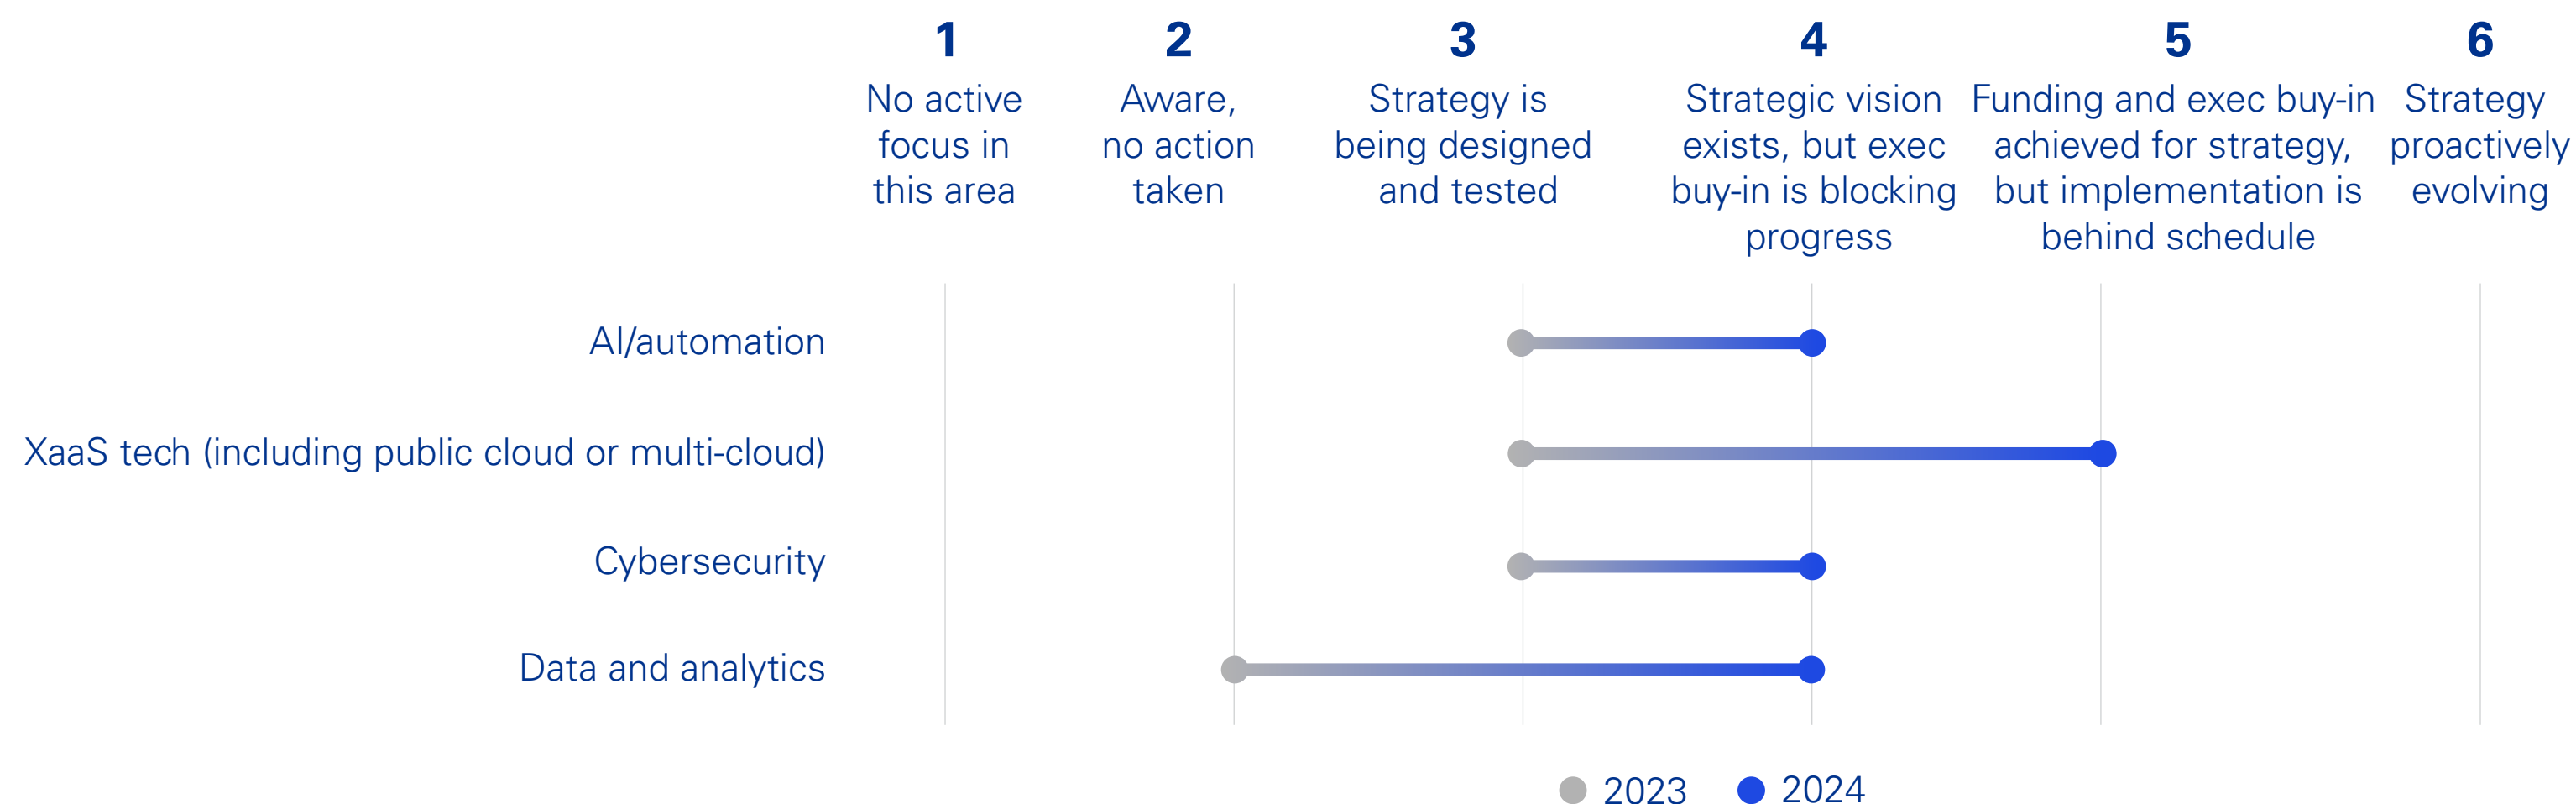 1
No active
focus in
this area
2
Aware,
no action
taken
3
Strategy is
being designed
and tested
4
Strategic vision
exists, but exec
buy-in is blocking
progress
5
Funding and exec buy-in
achieved for strategy,
but implementation is
behind schedule
6
Strategy
proactively
evolving
AI/automation
XaaS tech (including public cloud or multi-cloud)
Cybersecurity
Data and analytics
2023
2024